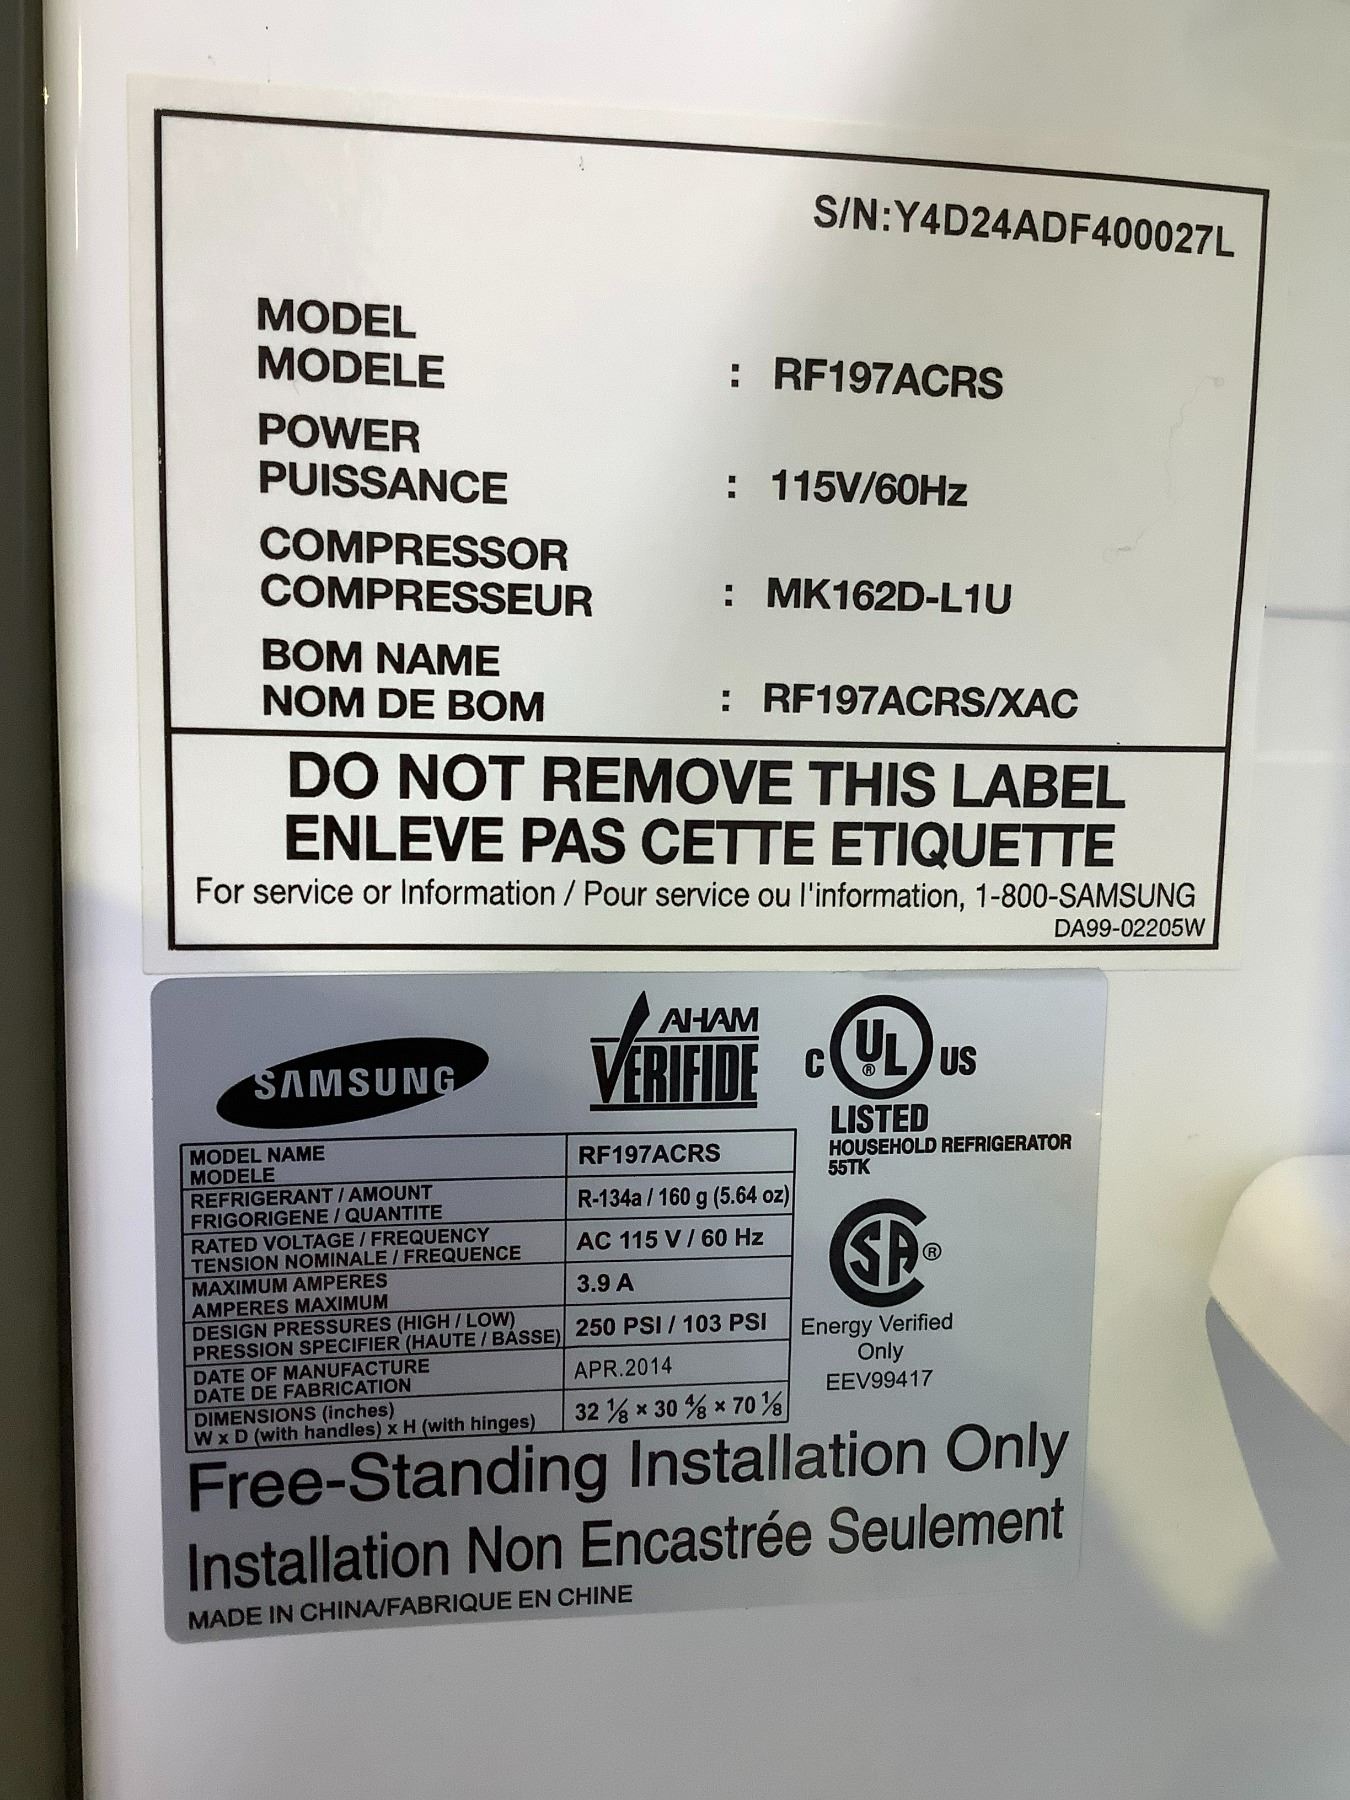 S/N:Y4D24ADF400027L
MODEL
MODELE : RF197ACRS
POWER
PUISSANCE : 115V/60Hz
COMPRESSOR
COMPRESSEUR : MK162D-L1U
BOM NAME
NOM DE BOM : RF197ACRS/XAC
DO NOT REMOVE THIS LABEL
ENLEVE PAS CETTE ETIQUETTE
For service or Information / Pour service ou l'information, 1-800-SAMSUNG
DA99-02205W
SAMSUNG
AHAM
VERIFIDE
C UL® US
LISTED
HOUSEHOLD REFRIGERATOR
55TK
MODEL NAME
MODELE
RF197ACRS
REFRIGERANT / AMOUNT
FRIGORIGENE / QUANTITE
R-134a / 160 g (5.64 oz)
RATED VOLTAGE / FREQUENCY
TENSION NOMINALE / FREQUENCE
AC 115 V / 60 Hz
MAXIMUM AMPERES
AMPERES MAXIMUM
3.9 A
DESIGN PRESSURES (HIGH / LOW)
PRESSION SPECIFIER (HAUTE / BASSE)
250 PSI / 103 PSI
DATE OF MANUFACTURE
DATE DE FABRICATION
APR.2014
DIMENSIONS (inches)
W x D (with handles) x H (with hinges)
32 ⅛ × 30 4⁄8 × 70 ⅛
SA®
Energy Verified
Only
EEV99417
Free-Standing Installation Only
Installation Non Encastrée Seulement
MADE IN CHINA/FABRIQUE EN CHINE